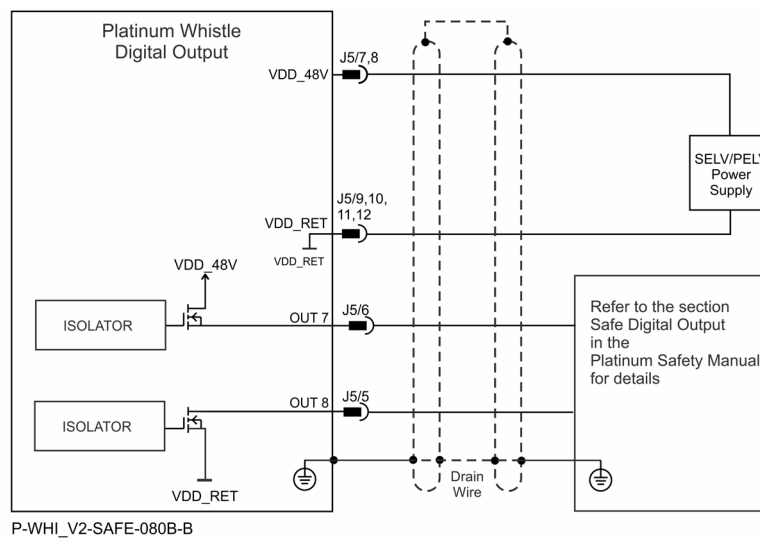 Platinum Whistle
Digital Output
J5/7,8
VDD_48V
SELV/PELV
Power
Supply
J5/9,10,
11,12
VDD_RET
VDD_RET
VDD_48V
ISOLATOR
OUT 7
J5/6
Refer to the section
Safe Digital Output
in the
Platinum Safety Manual
for details
ISOLATOR
OUT 8
J5/5
VDD_RET
Drain
Wire
P-WHI_V2-SAFE-080B-B